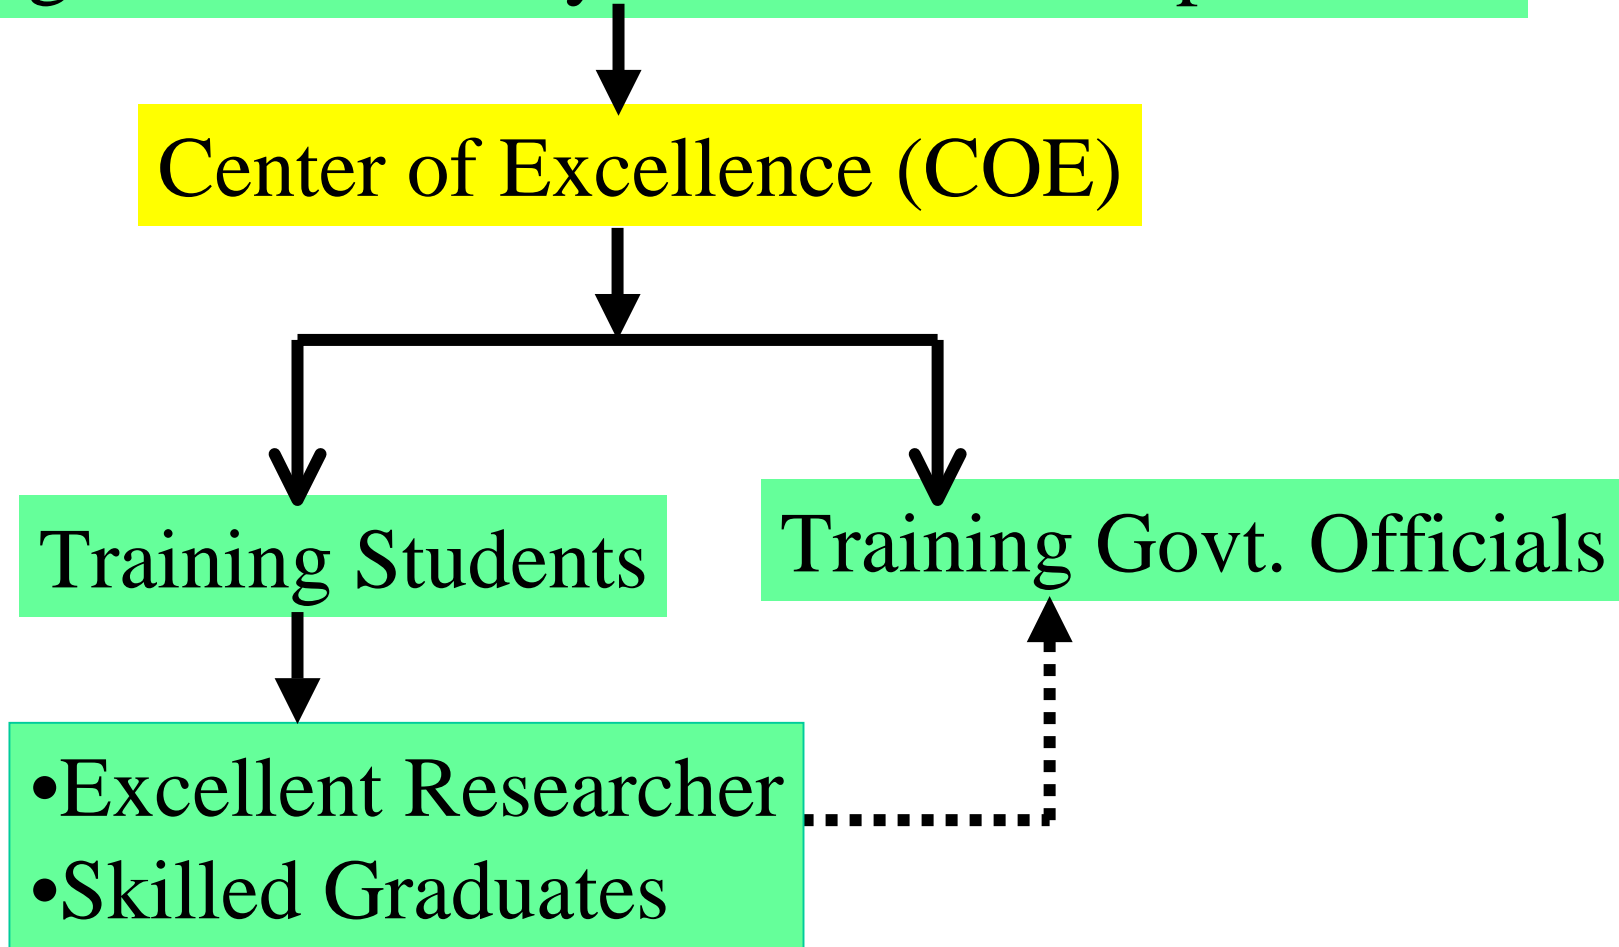 Center of Excellence (COE)
Training Students
Training Govt. Officials
•Excellent Researcher
•Skilled Graduates